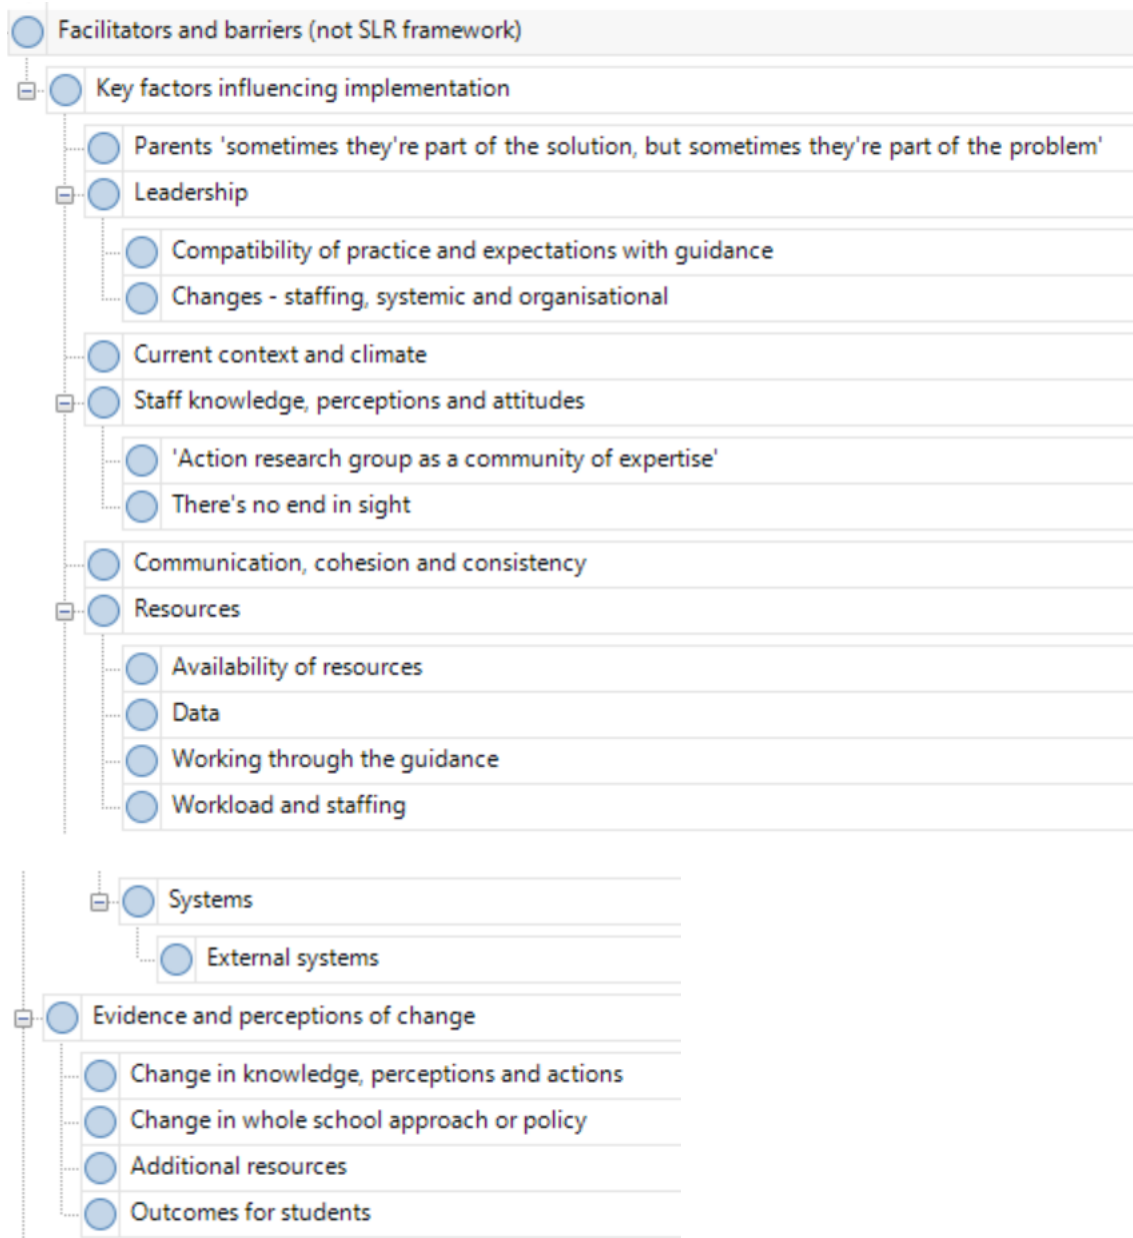 Facilitators and barriers (not SLR framework)
Key factors influencing implementation
Parents 'sometimes they're part of the solution, but sometimes they're part of the problem'
Leadership
Compatibility of practice and expectations with guidance
Changes - staffing, systemic and organisational
Current context and climate
Staff knowledge, perceptions and attitudes
'Action research group as a community of expertise'
There's no end in sight
Communication, cohesion and consistency
Resources
Availability of resources
Data
Working through the guidance
Workload and staffing
Systems
External systems
Evidence and perceptions of change
Change in knowledge, perceptions and actions
Change in whole school approach or policy
Additional resources
Outcomes for students